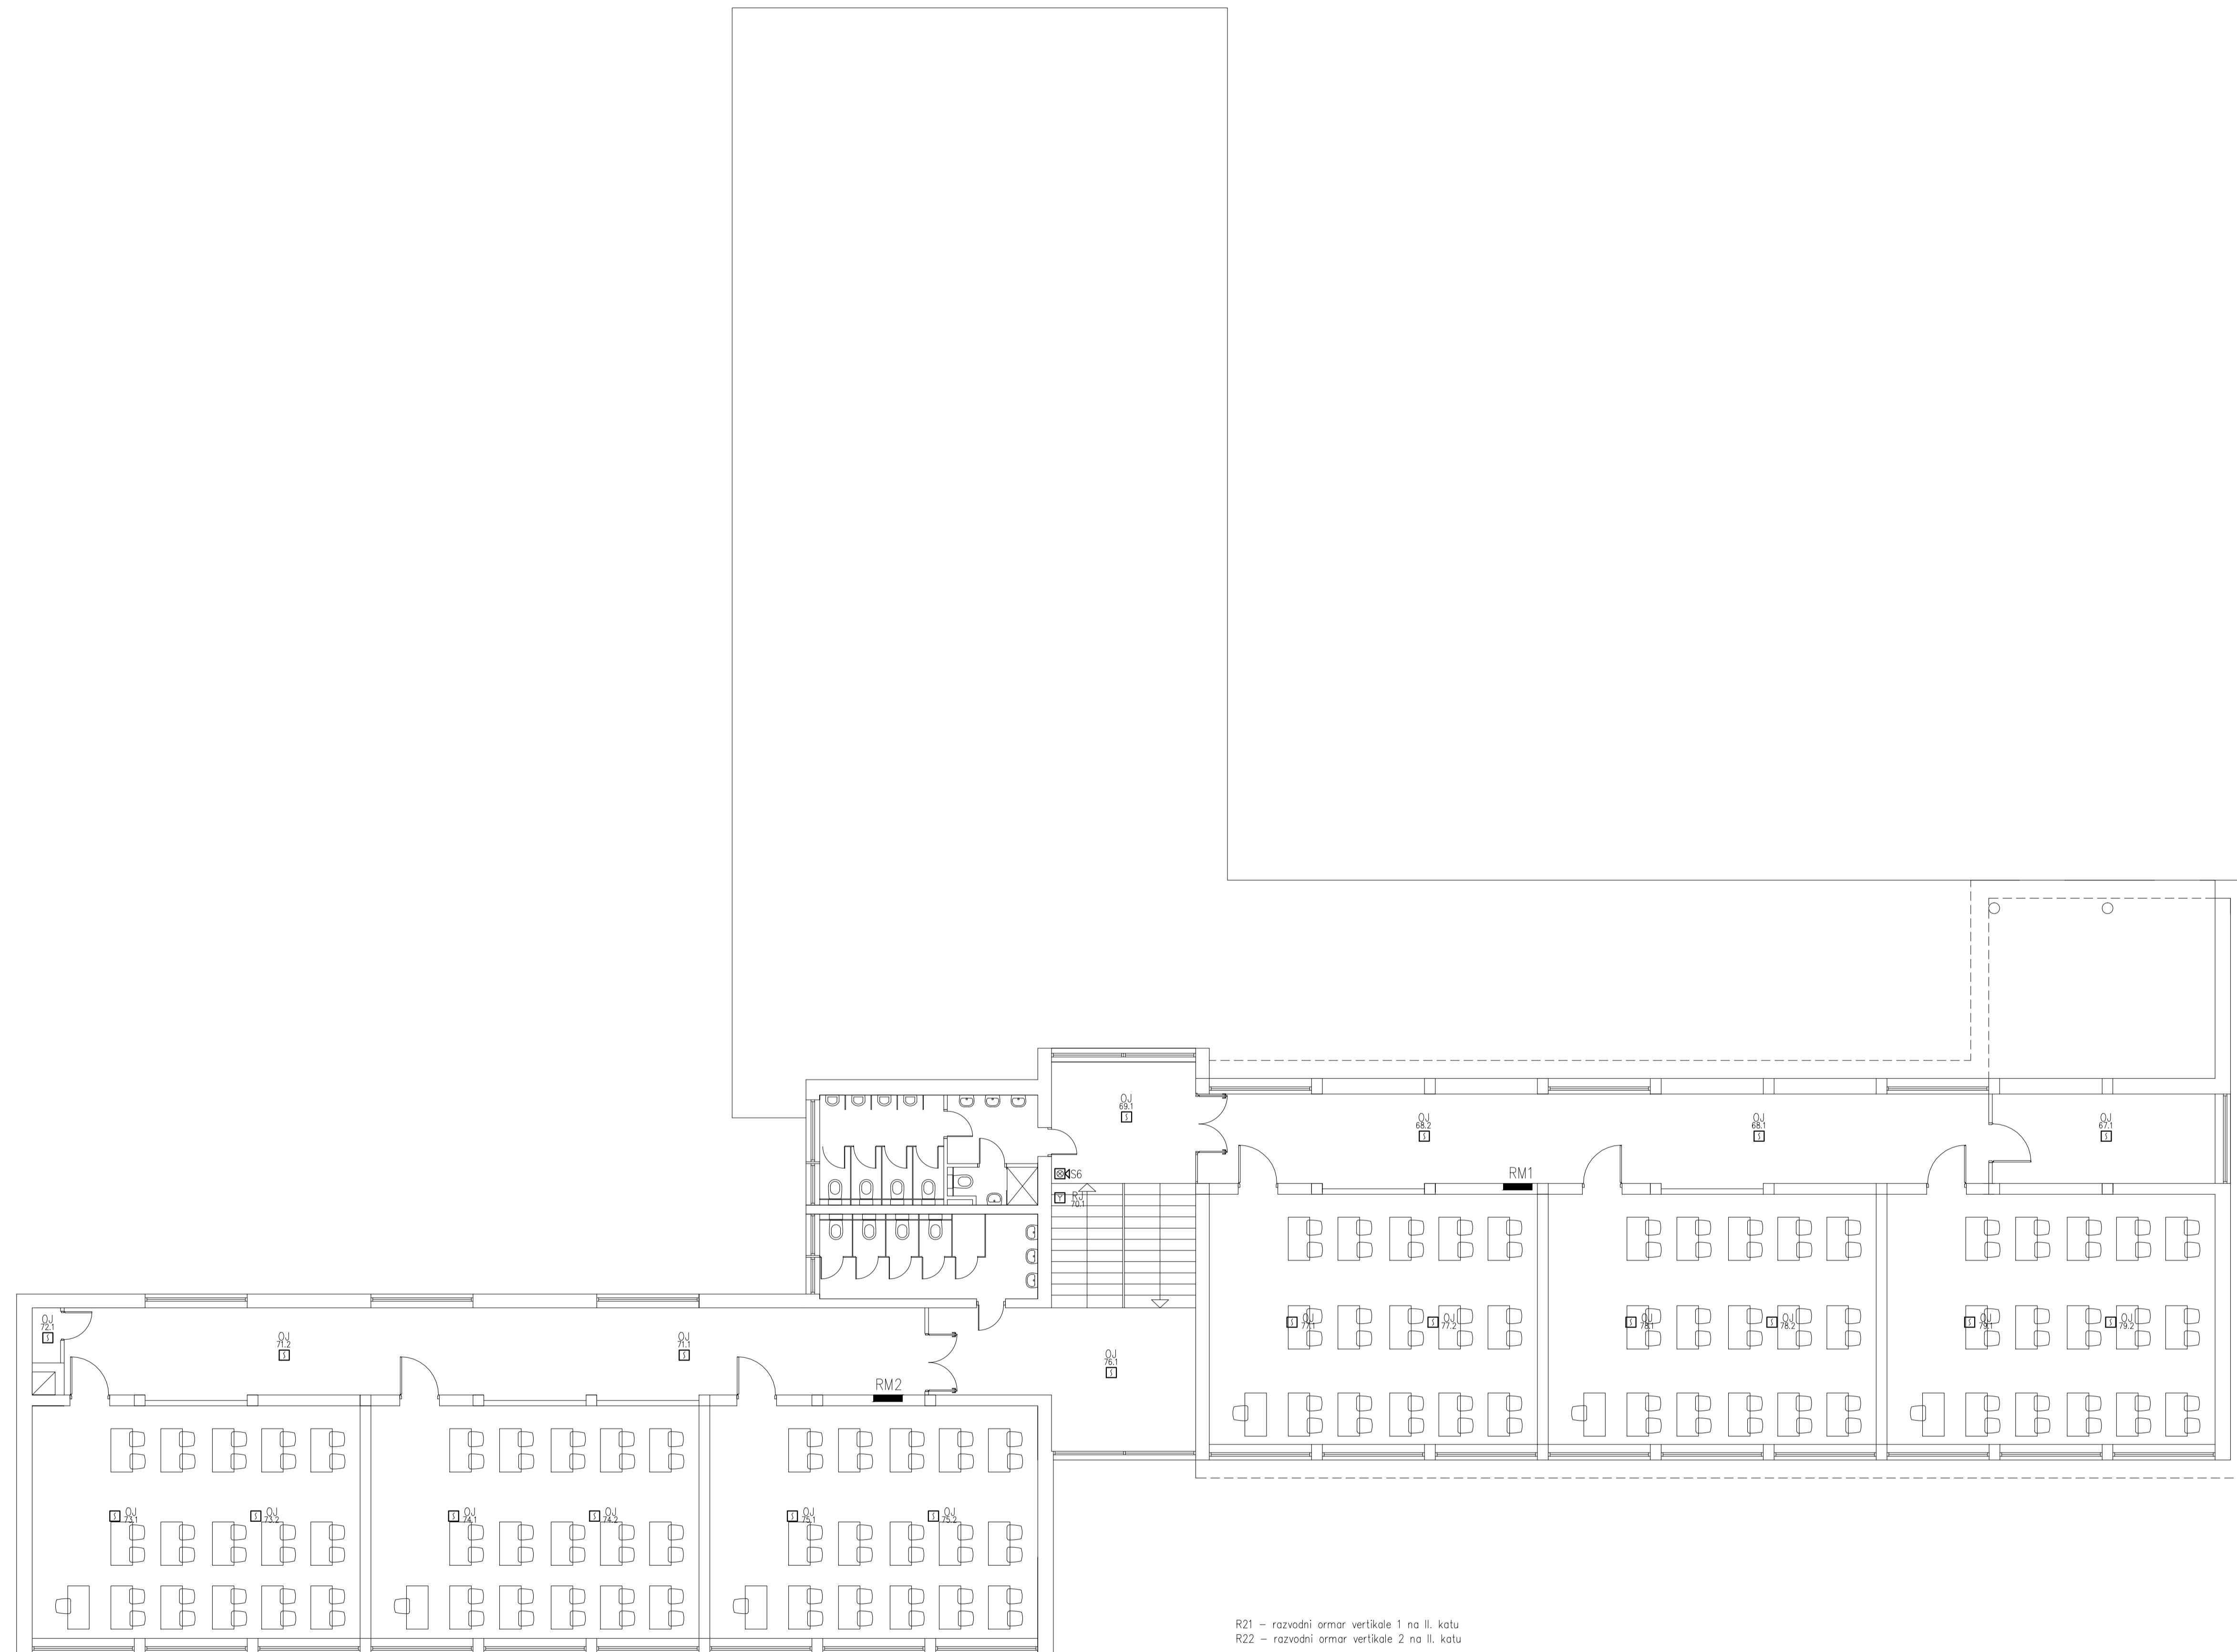 OJ
69.1
OJ
68.2
OJ
68.1
OJ
67.1
S6
RM1
RJ
70.1
OJ
72.1
OJ
71.2
OJ
71.1
OJ
77.1
OJ
77.2
OJ
78.1
OJ
78.2
OJ
79.1
OJ
79.2
OJ
76.1
RM2
OJ
73.1
OJ
73.2
OJ
74.1
OJ
74.2
OJ
75.1
OJ
75.2
R21 – razvodni ormar vertikale 1 na II. katu
R22 – razvodni ormar vertikale 2 na II. katu